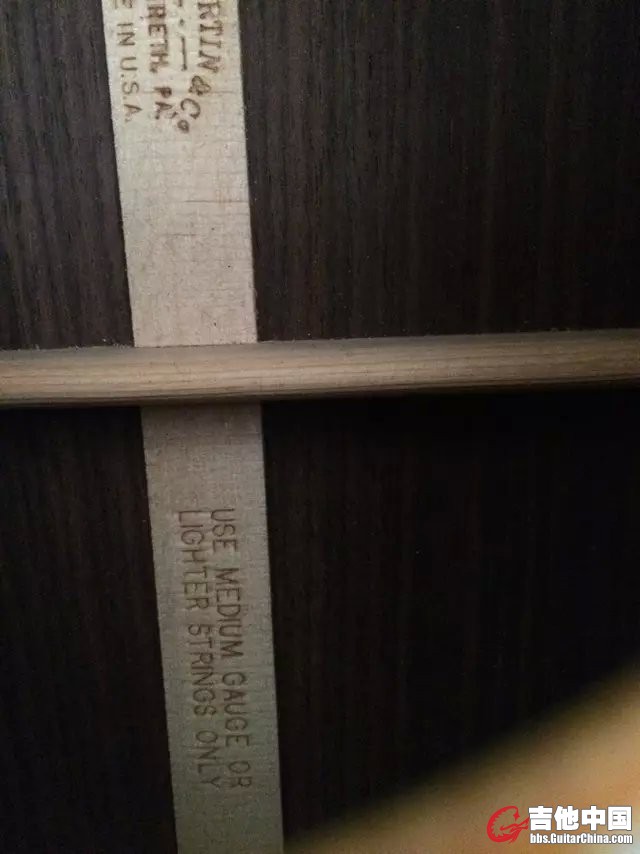 RTIN & Co
RETH, PA,
E IN U.S.A.
USE MEDIUM GAUGE OR
LIGHTER STRINGS ONLY
吉他中国
bbs.GuitarChina.com